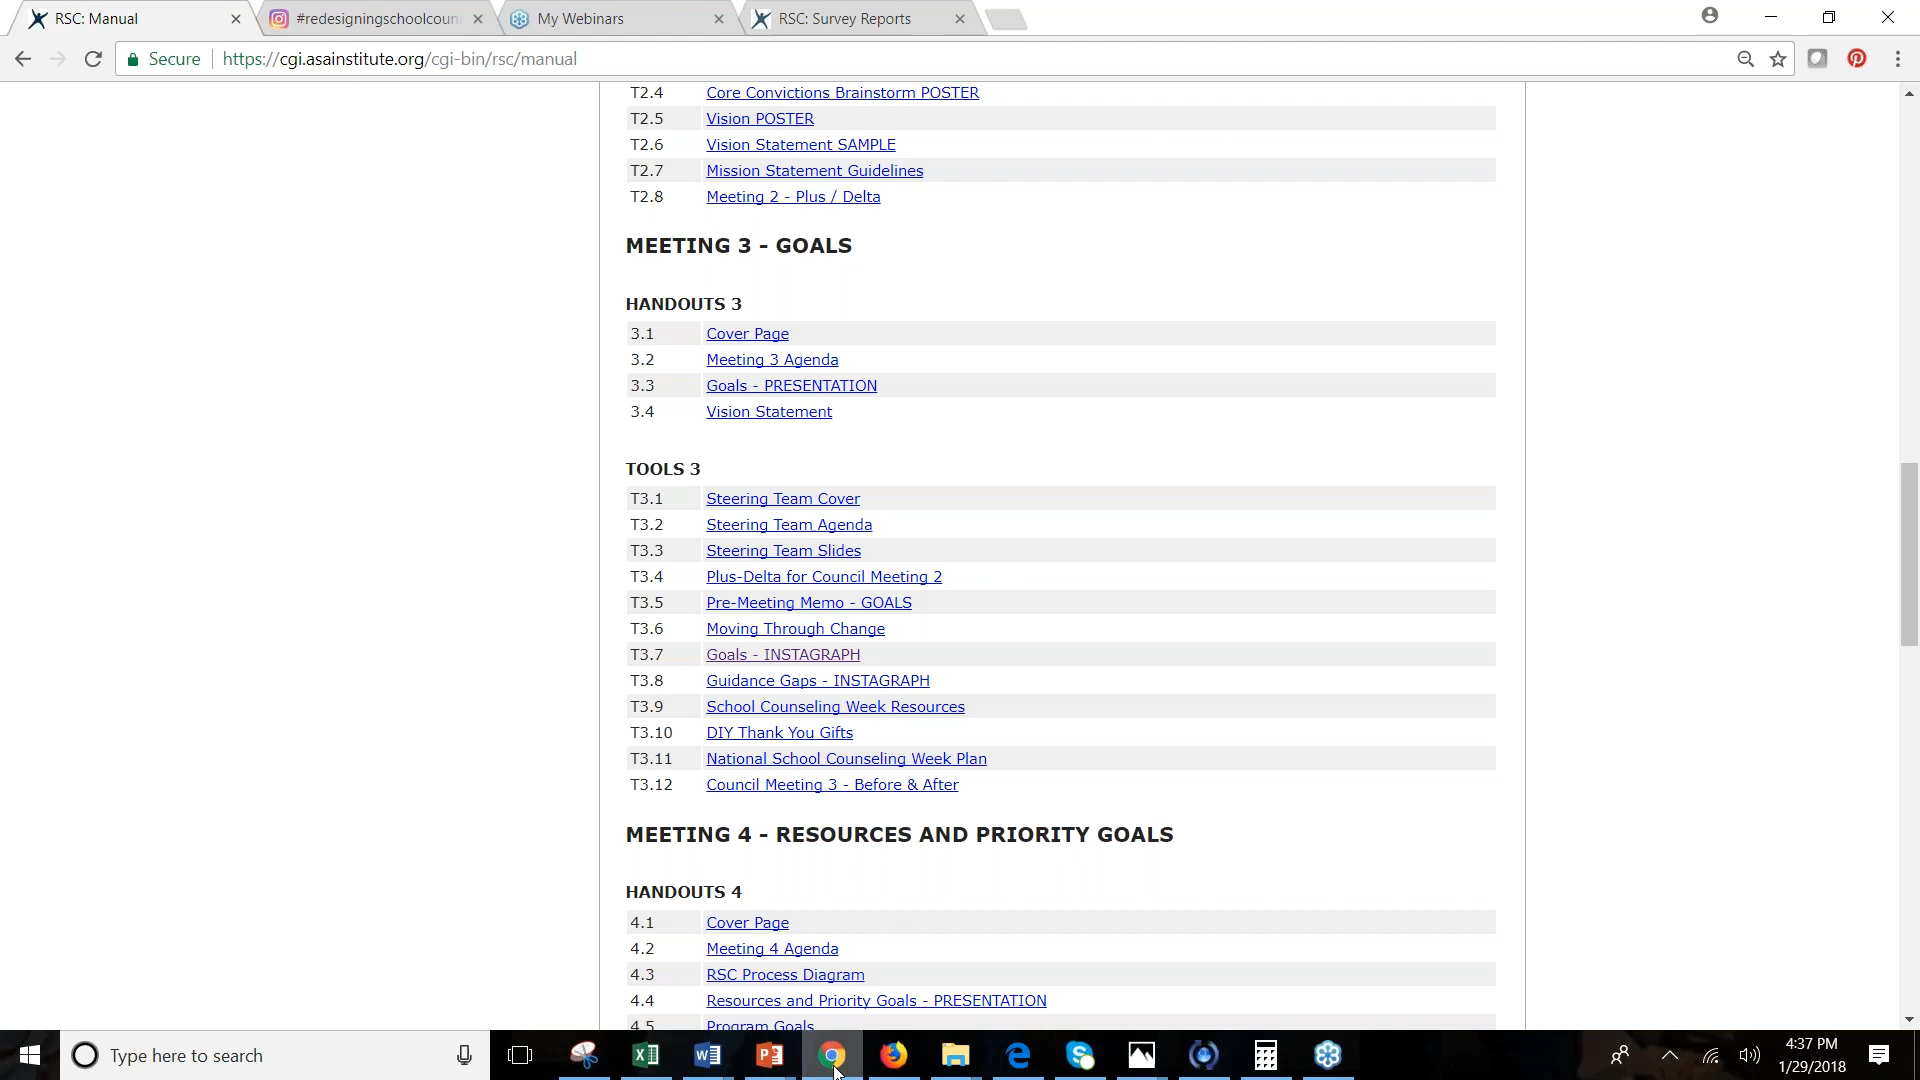 RSC: Manual
#redesigningschoolcoun
My Webinars
RSC: Survey Reports
Secure
https://cgi.asainstitute.org/cgi-bin/rsc/manual
T2.4 Core Convictions Brainstorm POSTER
T2.5 Vision POSTER
T2.6 Vision Statement SAMPLE
T2.7 Mission Statement Guidelines
T2.8 Meeting 2 - Plus / Delta
MEETING 3 - GOALS
HANDOUTS 3
3.1 Cover Page
3.2 Meeting 3 Agenda
3.3 Goals - PRESENTATION
3.4 Vision Statement
TOOLS 3
T3.1 Steering Team Cover
T3.2 Steering Team Agenda
T3.3 Steering Team Slides
T3.4 Plus-Delta for Council Meeting 2
T3.5 Pre-Meeting Memo - GOALS
T3.6 Moving Through Change
T3.7 Goals - INSTAGRAPH
T3.8 Guidance Gaps - INSTAGRAPH
T3.9 School Counseling Week Resources
T3.10 DIY Thank You Gifts
T3.11 National School Counseling Week Plan
T3.12 Council Meeting 3 - Before & After
MEETING 4 - RESOURCES AND PRIORITY GOALS
HANDOUTS 4
4.1 Cover Page
4.2 Meeting 4 Agenda
4.3 RSC Process Diagram
4.4 Resources and Priority Goals - PRESENTATION
4.5 Program Goals
Type here to search
4:37 PM
1/29/2018